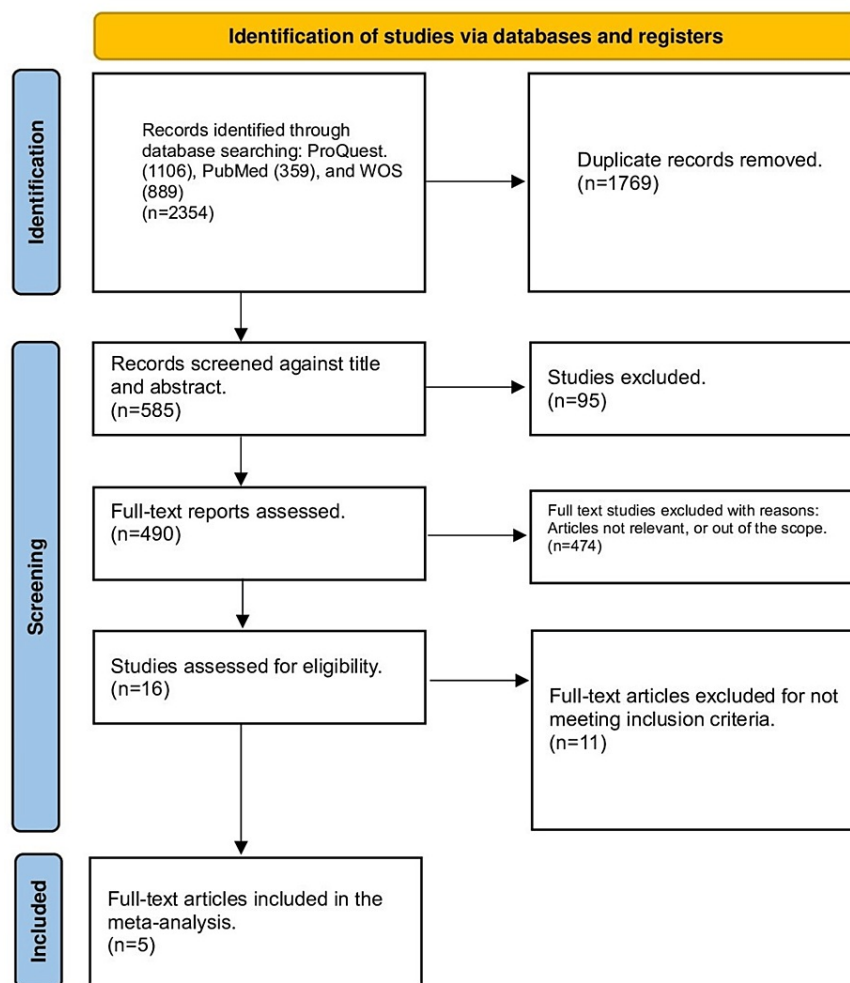 Identification of studies via databases and registers
Identification
Records identified through
database searching: ProQuest.
(1106), PubMed (359), and WOS
(889)
(n=2354)
Duplicate records removed.
(n=1769)
Screening
Records screened against title
and abstract.
(n=585)
Studies excluded.
(n=95)
Full-text reports assessed.
(n=490)
Full text studies excluded with reasons:
Articles not relevant, or out of the scope.
(n=474)
Studies assessed for eligibility.
(n=16)
Full-text articles excluded for not
meeting inclusion criteria.
(n=11)
Included
Full-text articles included in the
meta-analysis.
(n=5)